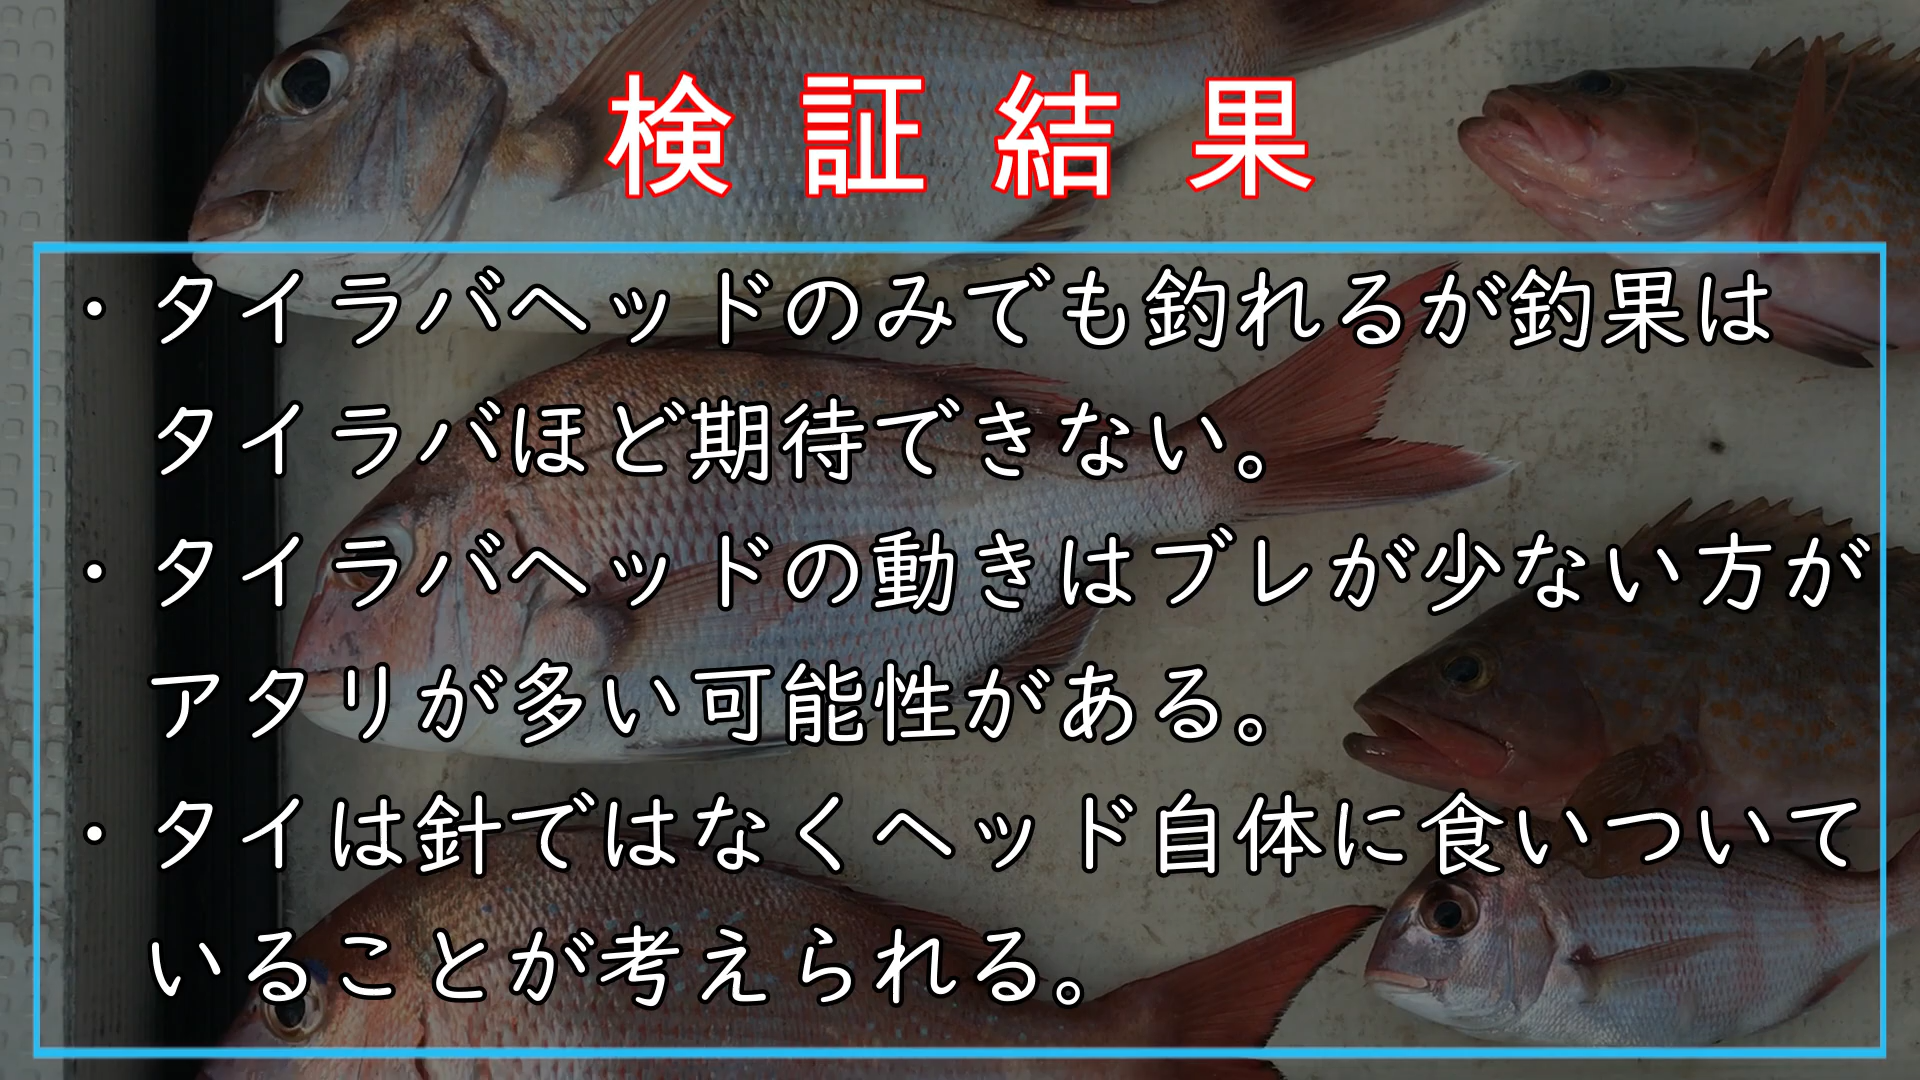 検証結果
・タイラバヘッドのみでも釣れるが釣果は
タイラバほど期待できない。
・タイラバヘッドの動きはブレが少ない方が
アタリが多い可能性がある。
・タイは針ではなくヘッド自体に食いついて
いることが考えられる。